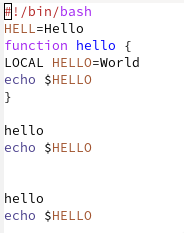 #!/bin/bash
HELL=Hello
function hello {
LOCAL HELLO=World
echo $HELLO
}
hello
echo $HELLO
hello
echo $HELLO